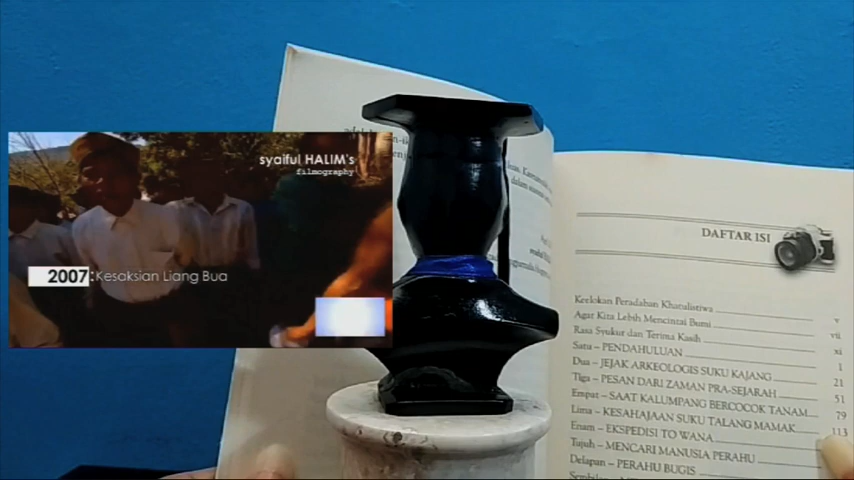 syaiful HALIM's
filmography
2007: Kesaksian Liang Bua
dalam
DAFTAR ISI
Keelokan Peradaban Khatulistiwa v
Agar Kita Lebih Mencintai Bumi vii
Rasa Syukur dan Terima Kasih xi
Satu – PENDAHULUAN 1
Dua – JEJAK ARKEOLOGIS SUKU KAJANG 21
Tiga – PESAN DARI ZAMAN PRA-SEJARAH 51
Empat – SAAT KALUMPANG BERCOCOK TANAM 79
Lima – KESAHAJAAN SUKU TALANG MAMAK 113
Enam – EKSPEDISI TO WANA
Tujuh – MENCARI MANUSIA PERAHU
Delapan – PERAHU BUGIS